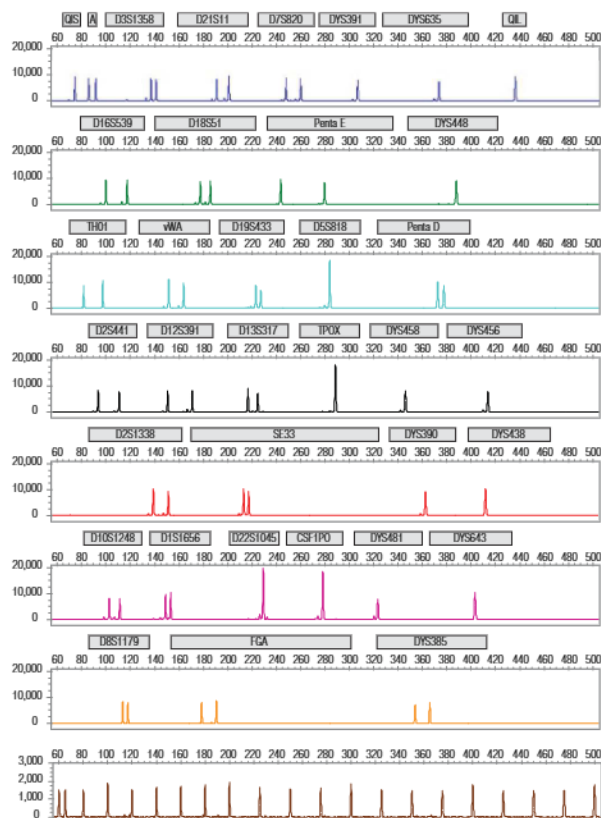 QIS A D3S1358 D21S11 D7S820 DYS391 DYS635 QIL
60 80 100 120 140 160 180 200 220 240 260 280 300 320 340 360 380 400 420 440 460 480 500
20,000
10,000
0
D16S539 D18S51 Penta E DYS448
60 80 100 120 140 160 180 200 220 240 260 280 300 320 340 360 380 400 420 440 460 480 500
20,000
10,000
0
TH01 vWA D19S433 D5S818 Penta D
60 80 100 120 140 160 180 200 220 240 260 280 300 320 340 360 380 400 420 440 460 480 500
20,000
10,000
0
D2S441 D12S391 D13S317 TPOX DYS458 DYS456
60 80 100 120 140 160 180 200 220 240 260 280 300 320 340 360 380 400 420 440 460 480 500
20,000
10,000
0
D2S1338 SE33 DYS390 DYS438
60 80 100 120 140 160 180 200 220 240 260 280 300 320 340 360 380 400 420 440 460 480 500
20,000
10,000
0
D10S1248 D1S1656 D22S1045 CSF1PO DYS481 DYS643
60 80 100 120 140 160 180 200 220 240 260 280 300 320 340 360 380 400 420 440 460 480 500
20,000
10,000
0
D8S1179 FGA DYS385
60 80 100 120 140 160 180 200 220 240 260 280 300 320 340 360 380 400 420 440 460 480 500
20,000
10,000
0
60 80 100 120 140 160 180 200 220 240 260 280 300 320 340 360 380 400 420 440 460 480 500
3,000
2,000
1,000
0